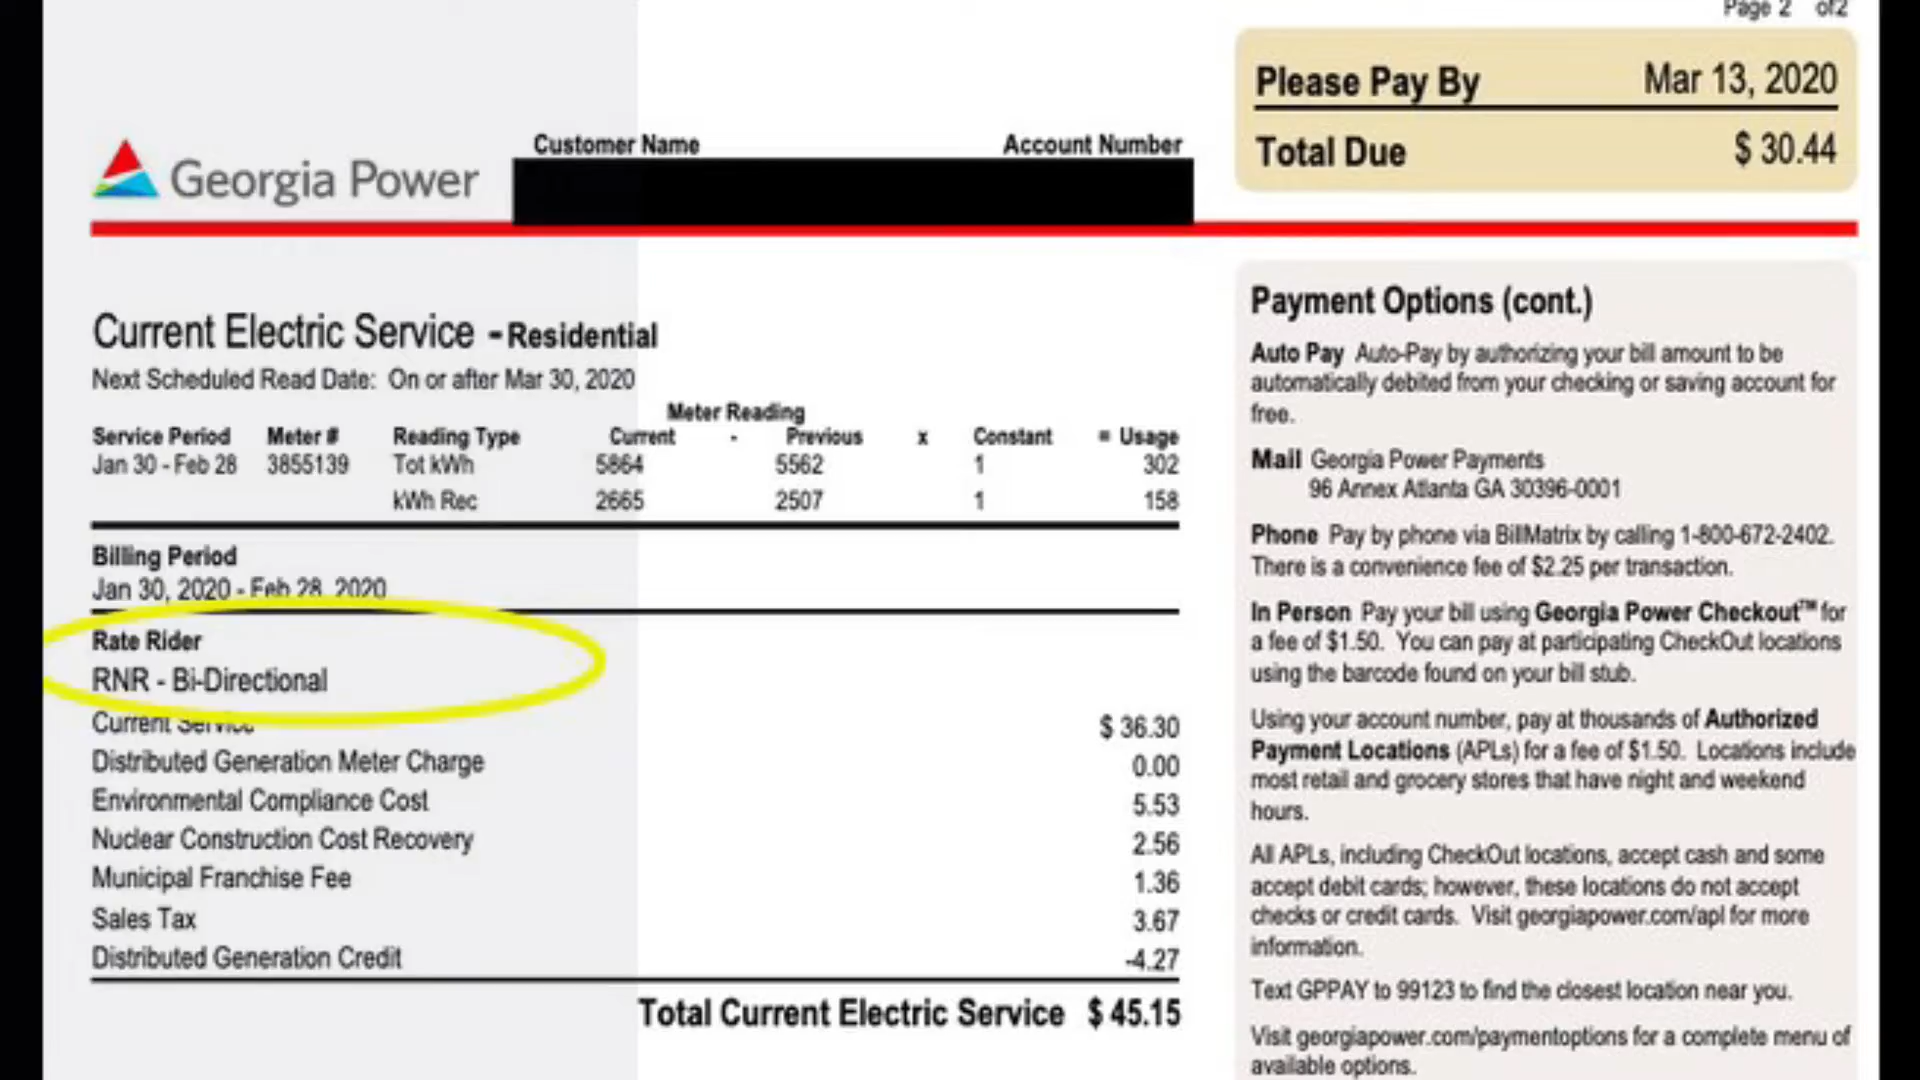 Page 2 of2
Please Pay By Mar 13, 2020
Total Due $ 30.44
Customer Name Account Number
Georgia Power
Current Electric Service - Residential
Next Scheduled Read Date: On or after Mar 30, 2020
Meter Reading
Service Period Meter # Reading Type Current - Previous x Constant = Usage
Jan 30 - Feb 28 3855139 Tot kWh 5864 5562 1 302
kWh Rec 2665 2507 1 158
Billing Period
Jan 30, 2020 - Feb 28, 2020
Rate Rider
RNR - Bi-Directional
Current Service $ 36.30
Distributed Generation Meter Charge 0.00
Environmental Compliance Cost 5.53
Nuclear Construction Cost Recovery 2.56
Municipal Franchise Fee 1.36
Sales Tax 3.67
Distributed Generation Credit -4.27
Total Current Electric Service $ 45.15
Payment Options (cont.)
Auto Pay Auto-Pay by authorizing your bill amount to be
automatically debited from your checking or saving account for
free.
Mail Georgia Power Payments
96 Annex Atlanta GA 30396-0001
Phone Pay by phone via BillMatrix by calling 1-800-672-2402.
There is a convenience fee of $2.25 per transaction.
In Person Pay your bill using Georgia Power Checkout™ for
a fee of $1.50. You can pay at participating CheckOut locations
using the barcode found on your bill stub.
Using your account number, pay at thousands of Authorized
Payment Locations (APLs) for a fee of $1.50. Locations include
most retail and grocery stores that have night and weekend
hours.
All APLs, including CheckOut locations, accept cash and some
accept debit cards; however, these locations do not accept
checks or credit cards. Visit georgiapower.com/apl for more
information.
Text GPPAY to 99123 to find the closest location near you.
Visit georgiapower.com/paymentoptions for a complete menu of
available options.